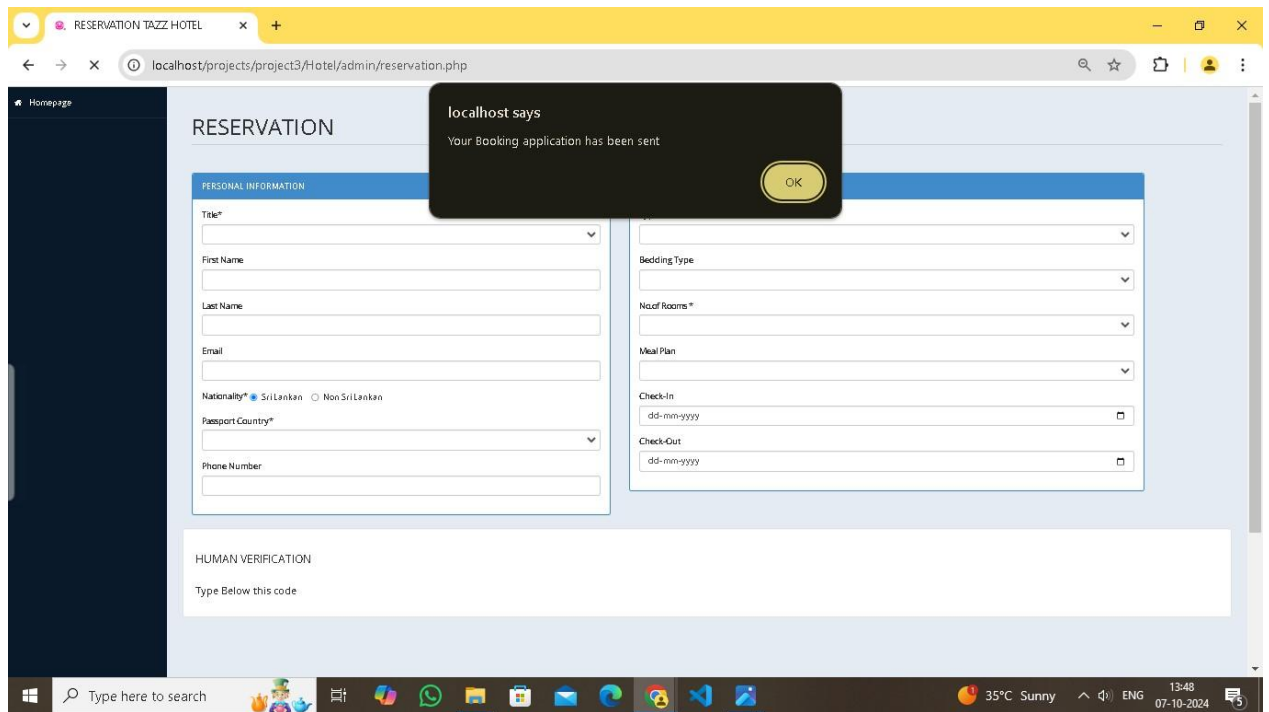 RESERVATION TAZZ HOTEL
localhost/projects/project3/Hotel/admin/reservation.php
Homepage
localhost says
Your Booking application has been sent
OK
RESERVATION
PERSONAL INFORMATION
Title*
First Name
Last Name
Email
Nationality* Sri Lankan Non Sri Lankan
Passport Country*
Phone Number
Bedding Type
No.of Rooms *
Meal Plan
Check-In
dd-mm-yyyy
Check-Out
dd-mm-yyyy
HUMAN VERIFICATION
Type Below this code
Type here to search
35°C Sunny
ENG
13:48
07-10-2024